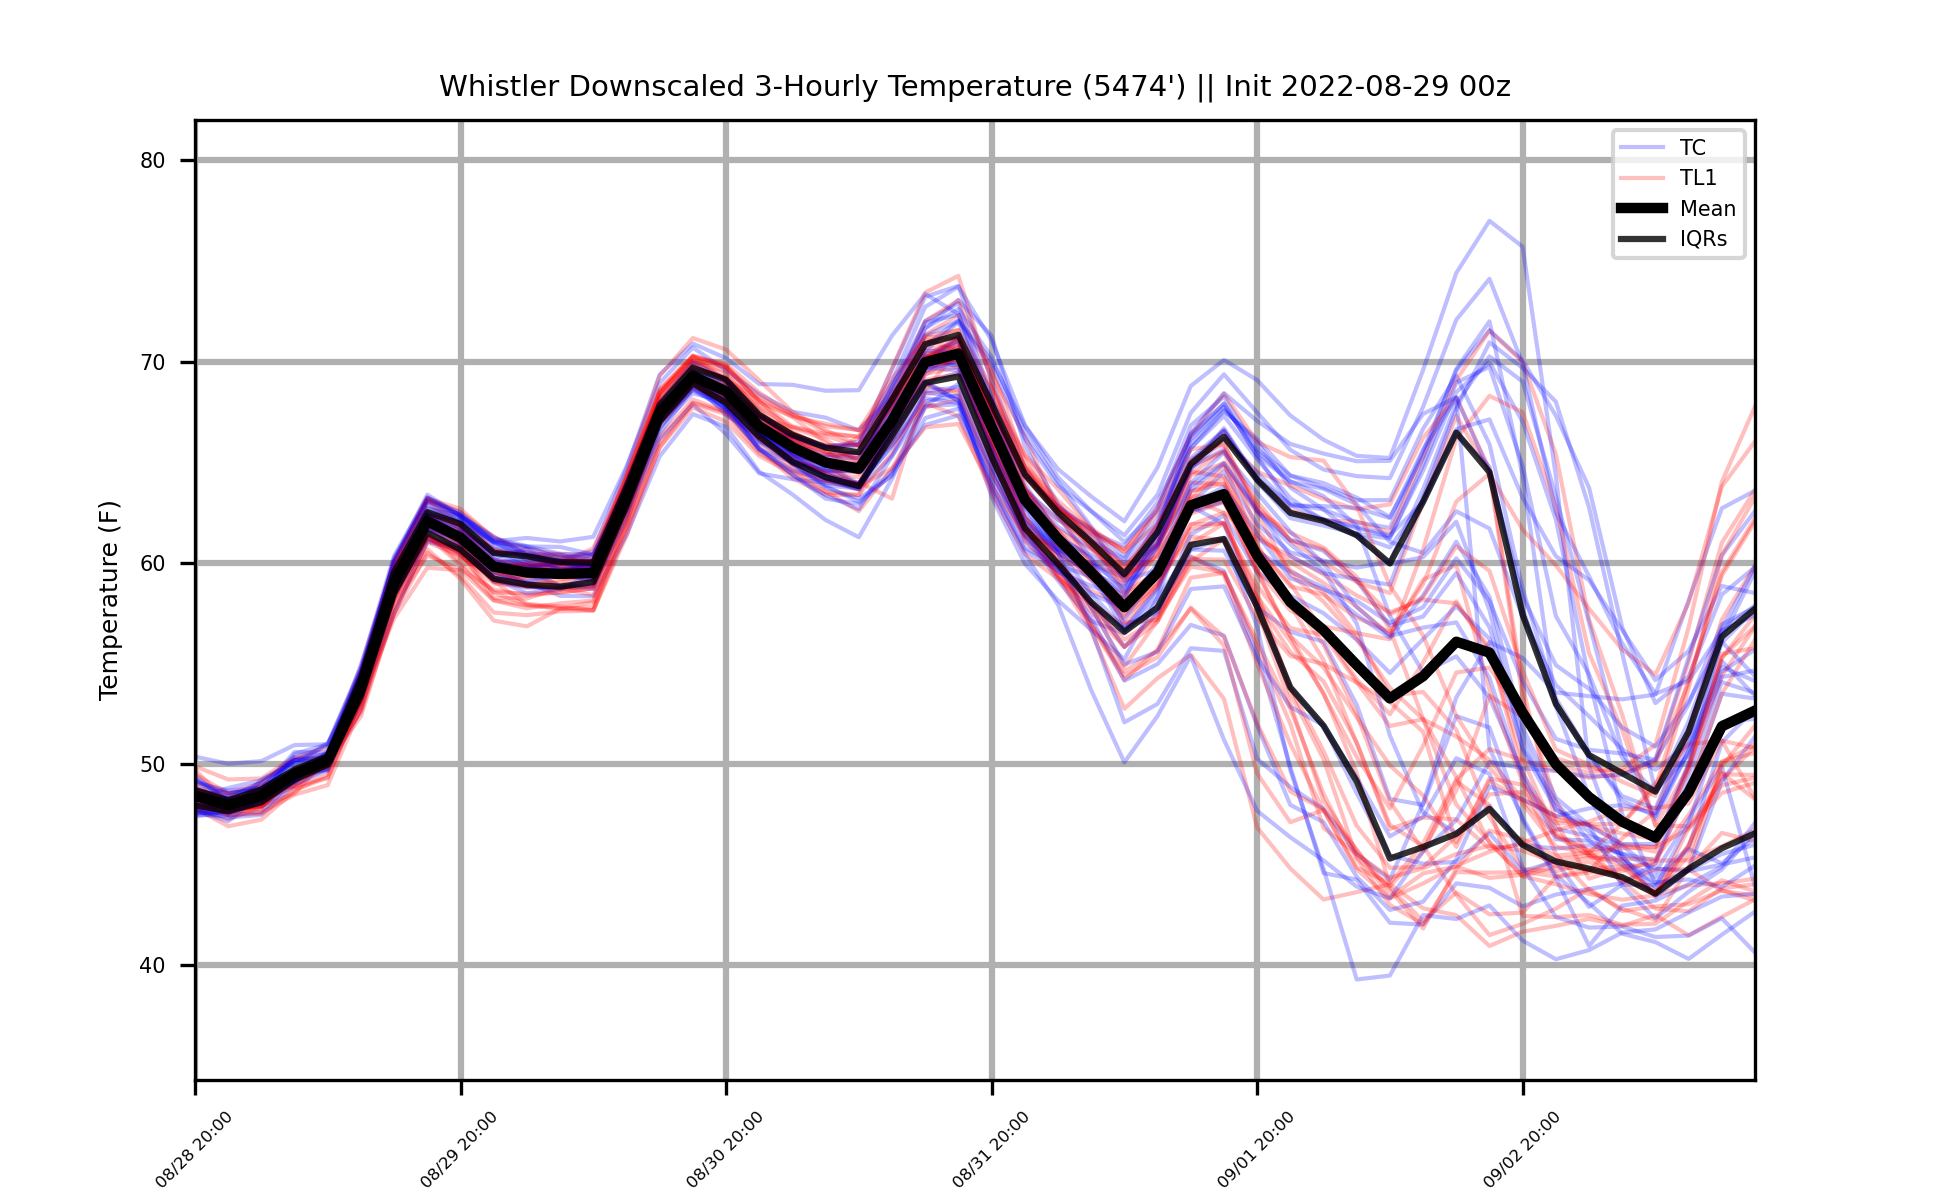 Whistler Downscaled 3-Hourly Temperature (5474') || Init 2022-08-29 00z
TC
TL1
Mean
IQRs
Temperature (F)
80
70
60
50
40
08/28 20:00
08/29 20:00
08/30 20:00
08/31 20:00
09/01 20:00
09/02 20:00